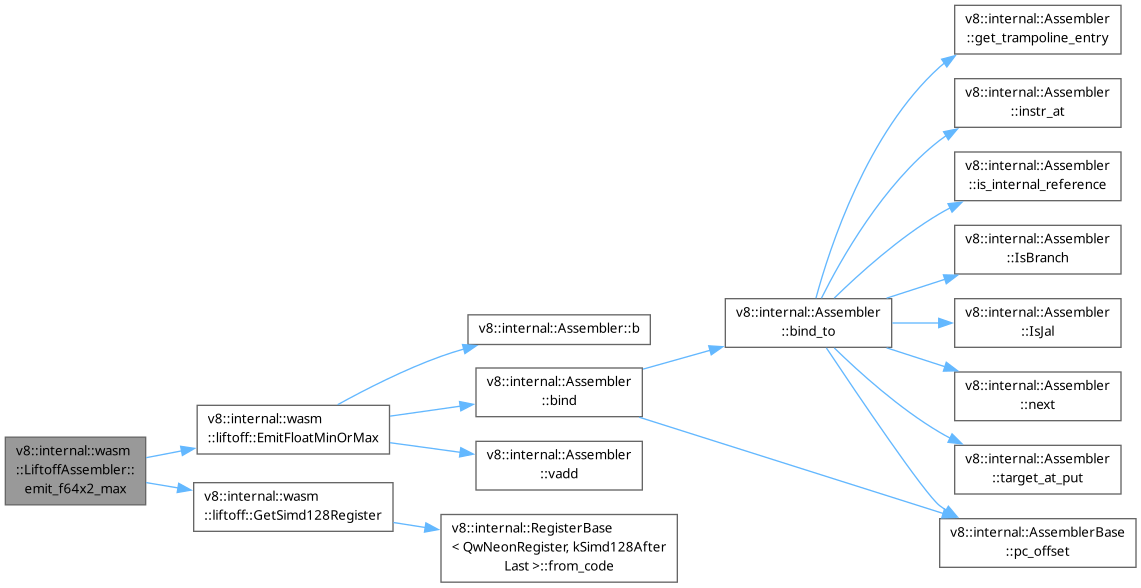 v8::internal::wasm
::LiftoffAssembler::
emit_f64x2_max
v8::internal::wasm
::liftoff::EmitFloatMinOrMax
v8::internal::wasm
::liftoff::GetSimd128Register
v8::internal::Assembler::b
v8::internal::Assembler
::bind
v8::internal::Assembler
::vadd
v8::internal::RegisterBase
< QwNeonRegister, kSimd128After
Last >::from_code
v8::internal::Assembler
::bind_to
v8::internal::Assembler
::get_trampoline_entry
v8::internal::Assembler
::instr_at
v8::internal::Assembler
::is_internal_reference
v8::internal::Assembler
::IsBranch
v8::internal::Assembler
::IsJal
v8::internal::Assembler
::next
v8::internal::Assembler
::target_at_put
v8::internal::AssemblerBase
::pc_offset